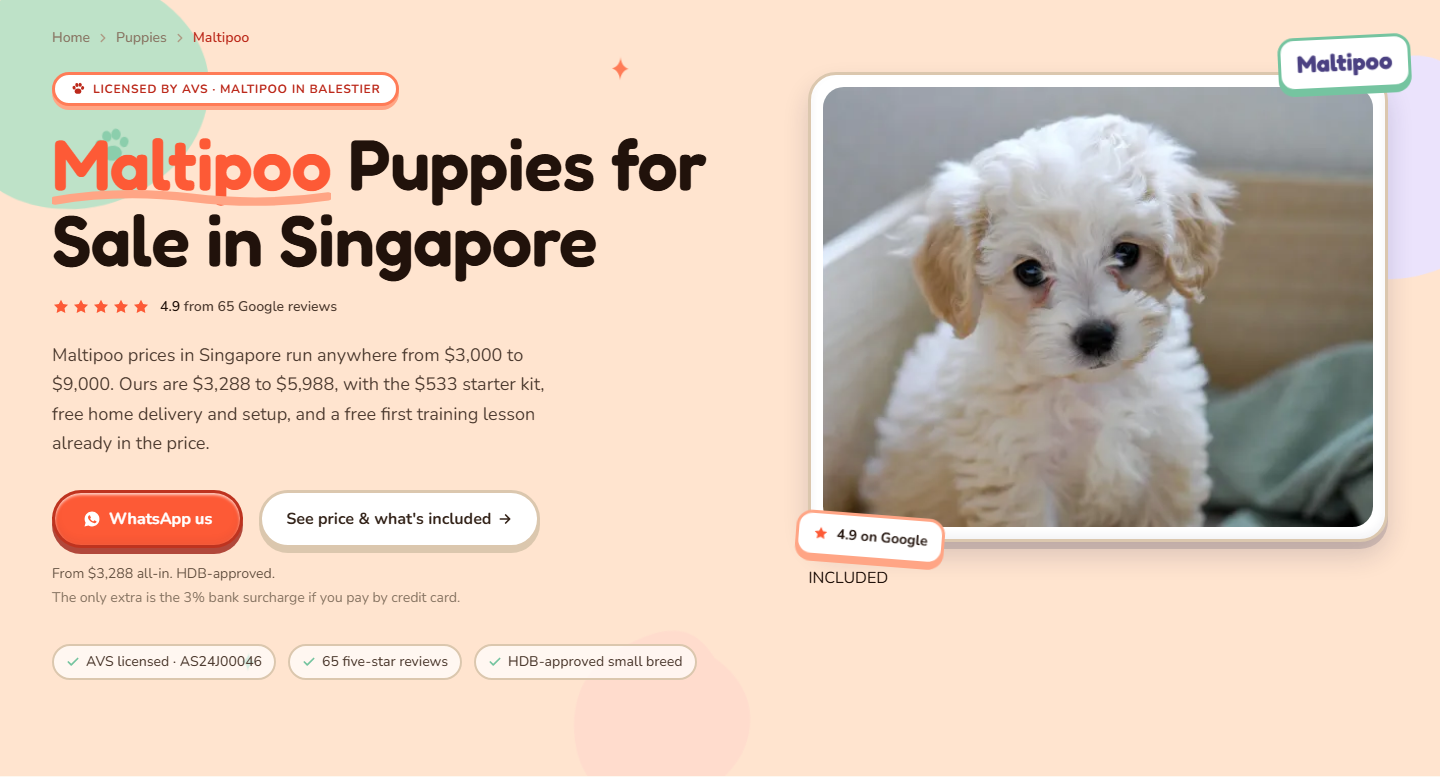 Home > Puppies > Maltipoo
LICENSED BY AVS · MALTIPOO IN BALESTIER
Maltipoo Puppies for
Sale in Singapore
4.9 from 65 Google reviews
Maltipoo prices in Singapore run anywhere from $3,000 to
$9,000. Ours are $3,288 to $5,988, with the $533 starter kit,
free home delivery and setup, and a free first training lesson
already in the price.
WhatsApp us
See price & what's included →
From $3,288 all-in. HDB-approved.
The only extra is the 3% bank surcharge if you pay by credit card.
AVS licensed · AS24J00046
65 five-star reviews
HDB-approved small breed
Maltipoo
4.9 on Google
INCLUDED